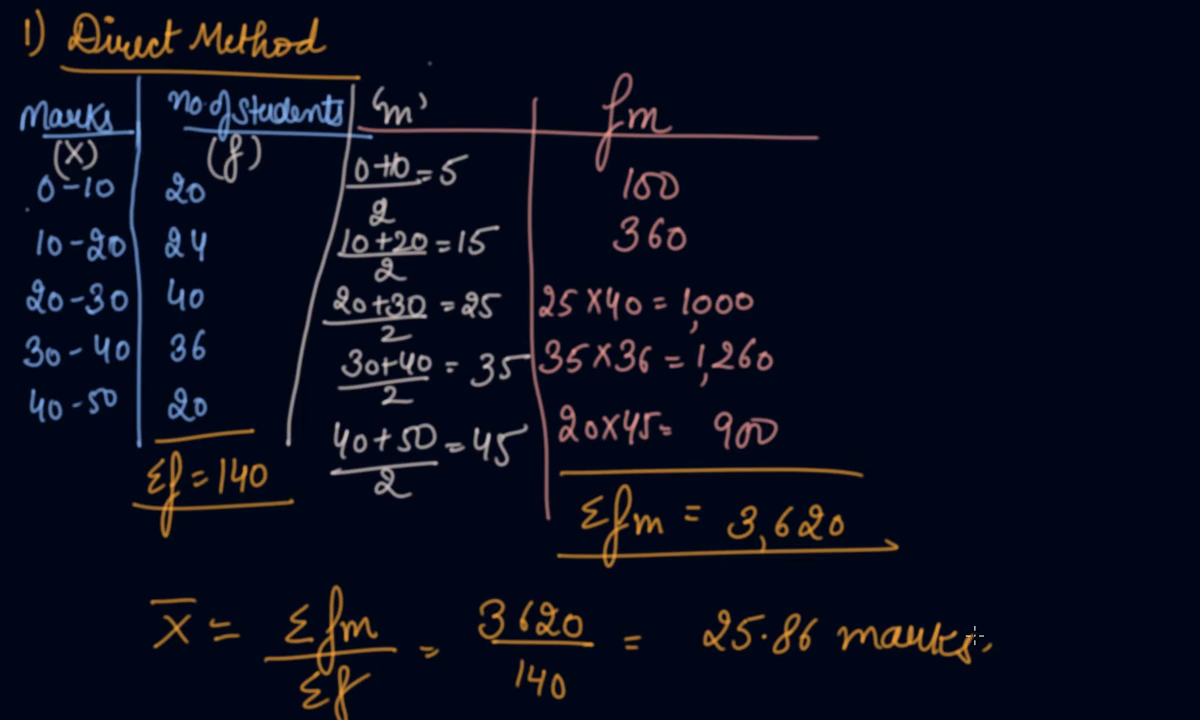 1) Direct Method
Marks (X) no. of students (f) 'm' fm
0-10 20 0+10/2 = 5 100
10-20 24 10+20/2 = 15 360
20-30 40 20+30/2 = 25 25×40 = 1,000
30-40 36 30+40/2 = 35 35×36 = 1,260
40-50 20 40+50/2 = 45 20×45 = 900
Σf = 140 Σfm = 3,620
X̅ = Σfm/Σf = 3620/140 = 25.86 marks.